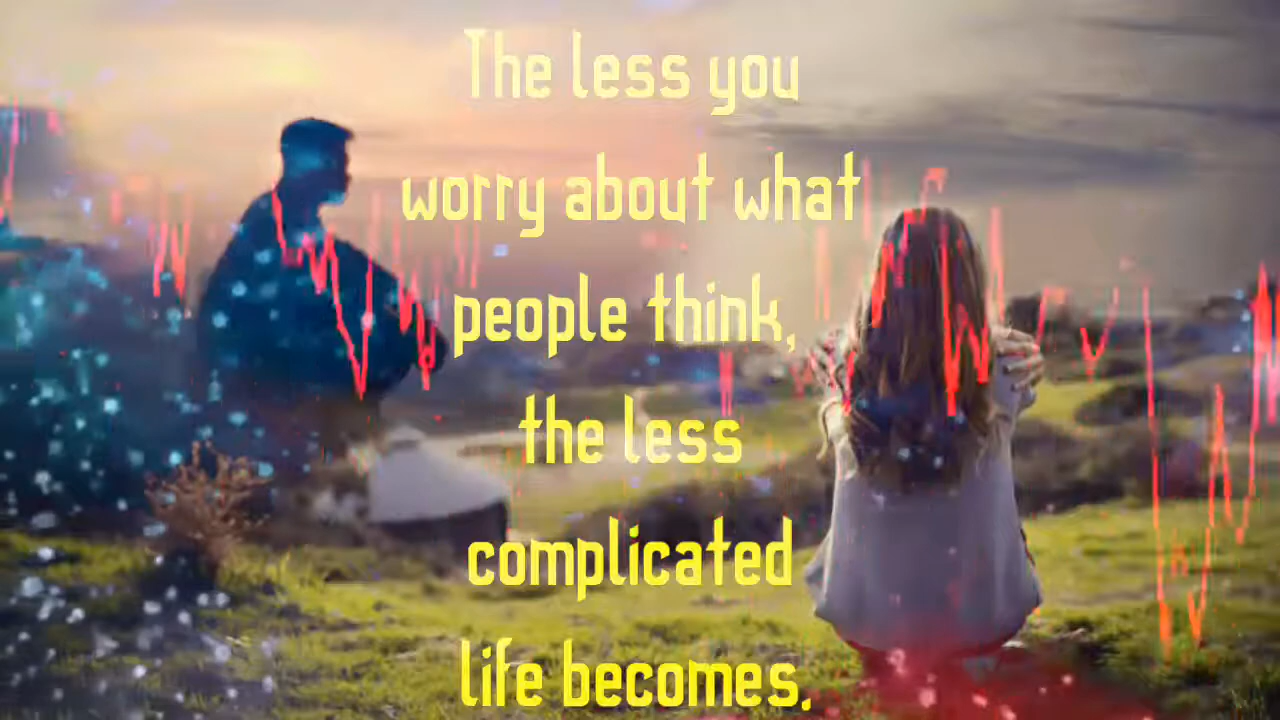 The less you
worry about what
people think,
the less
complicated
life becomes,